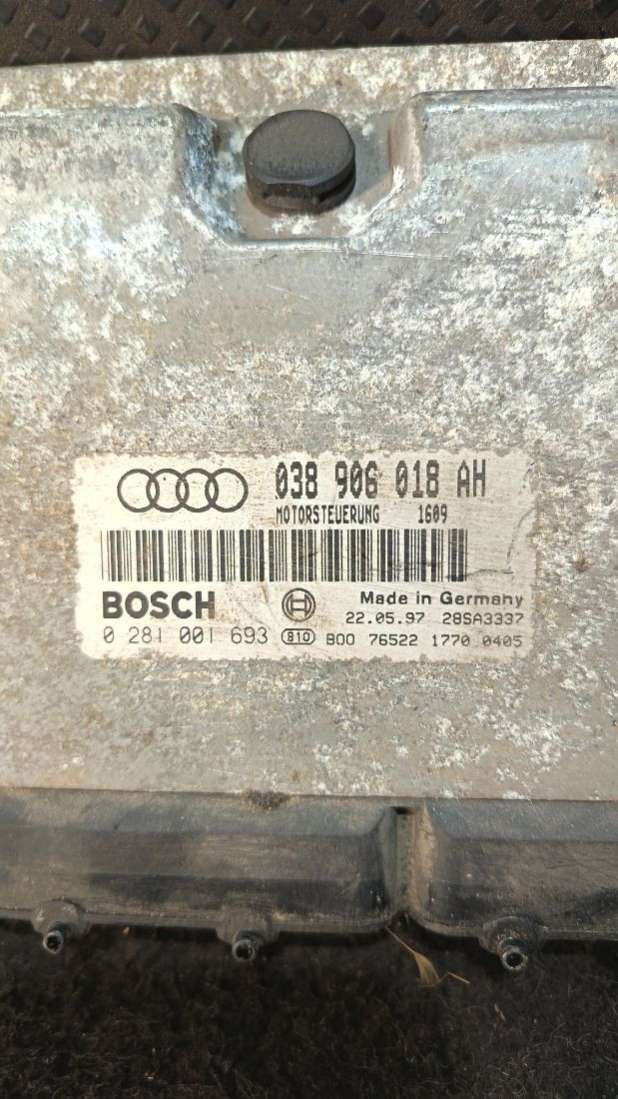 038 906 018 AH
MOTORSTEUERUNG 1609
BOSCH
Made in Germany
22.05.97 28SA3337
0 281 001 693 810 B00 76522 1770 0405